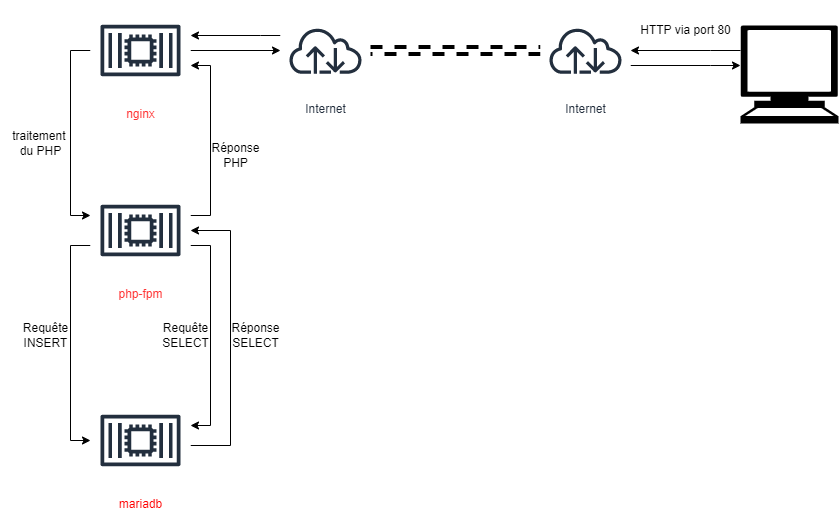 HTTP via port 80
Internet
Internet
nginx
traitement
du PHP
Réponse
PHP
php-fpm
Requête
INSERT
Requête
SELECT
Réponse
SELECT
mariadb